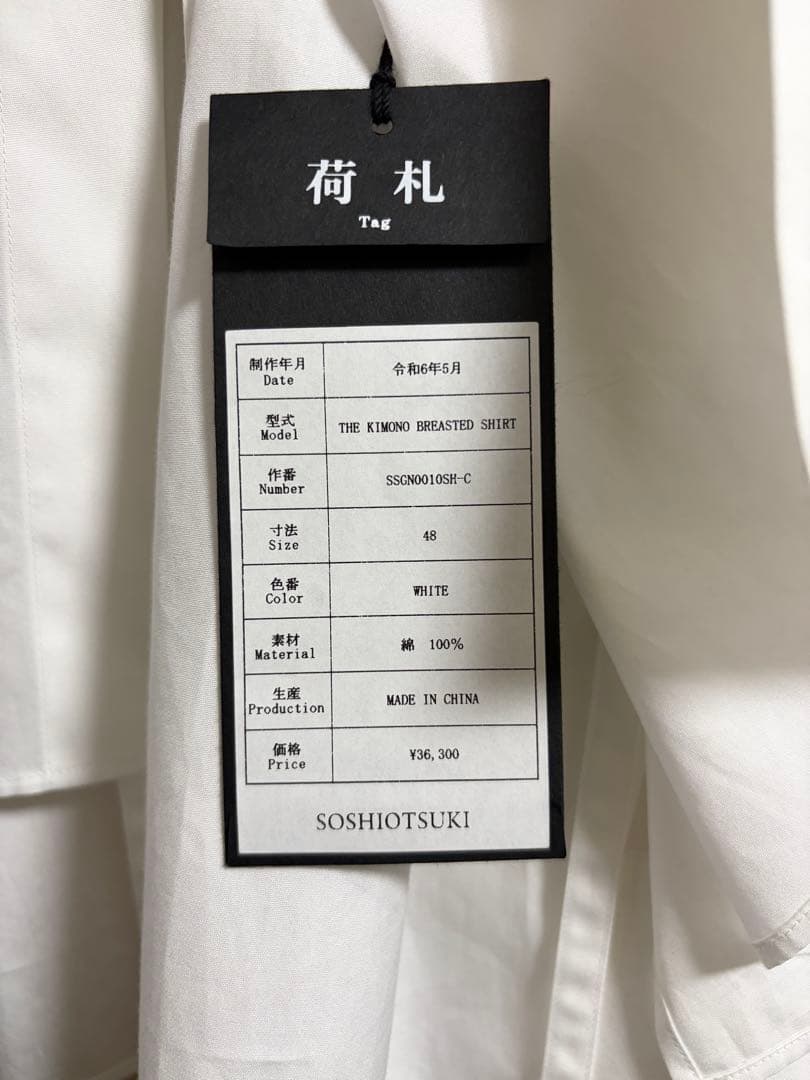 荷札
Tag
制作年月 令和6年5月
Date
型式 THE KIMONO BREASTED SHIRT
Model
作番 SSGN0010SH-C
Number
寸法 48
Size
色番 WHITE
Color
素材 綿 100%
Material
生産 MADE IN CHINA
Production
価格 ¥36,300
Price
SOSHIOTSUKI